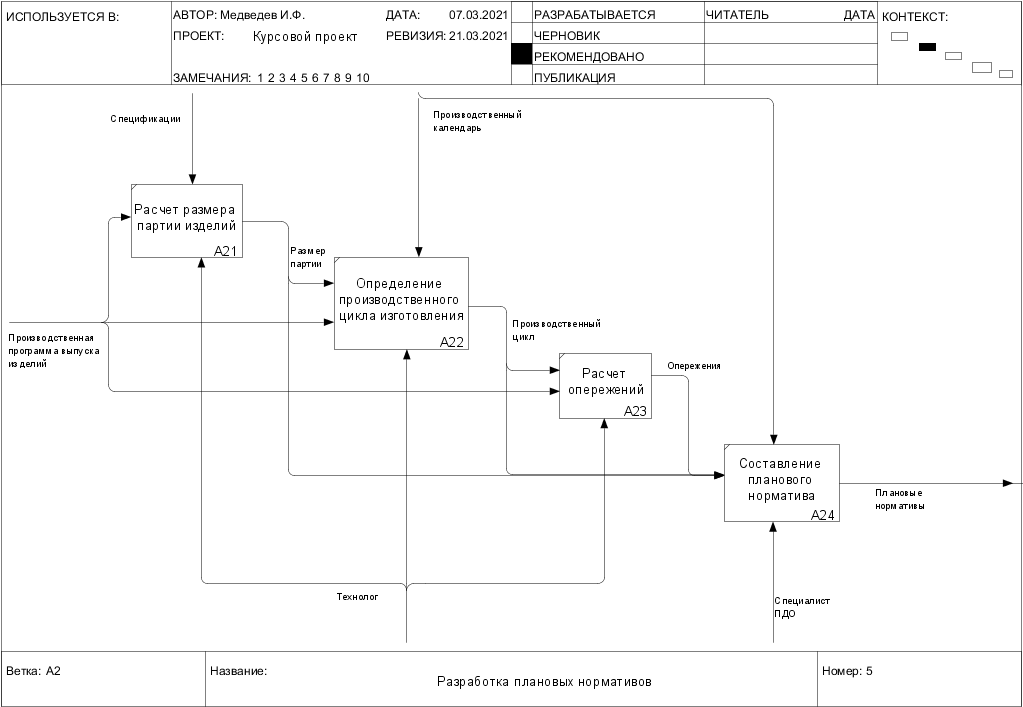 ИСПОЛЬЗУЕТСЯ В:
АВТОР: Медведев И.Ф.
ДАТА: 07.03.2021
РАЗРАБАТЫВАЕТСЯ
ЧИТАТЕЛЬ
ДАТА
КОНТЕКСТ:
ПРОЕКТ: Курсовой проект
РЕВИЗИЯ: 21.03.2021
ЧЕРНОВИК
РЕКОМЕНДОВАНО
ЗАМЕЧАНИЯ: 1 2 3 4 5 6 7 8 9 10
ПУБЛИКАЦИЯ
Спецификации
Производственный
календарь
Расчет размера
партии изделий
A21
Размер
партии
Определение
производственного
цикла изготовления
A22
Производственная
программа выпуска
изделий
Производственный
цикл
Расчет
опережений
A23
Опережения
Составление
планового
норматива
A24
Плановые
нормативы
Технолог
Специалист
ПДО
Ветка: A2
Название:
Разработка плановых нормативов
Номер: 5